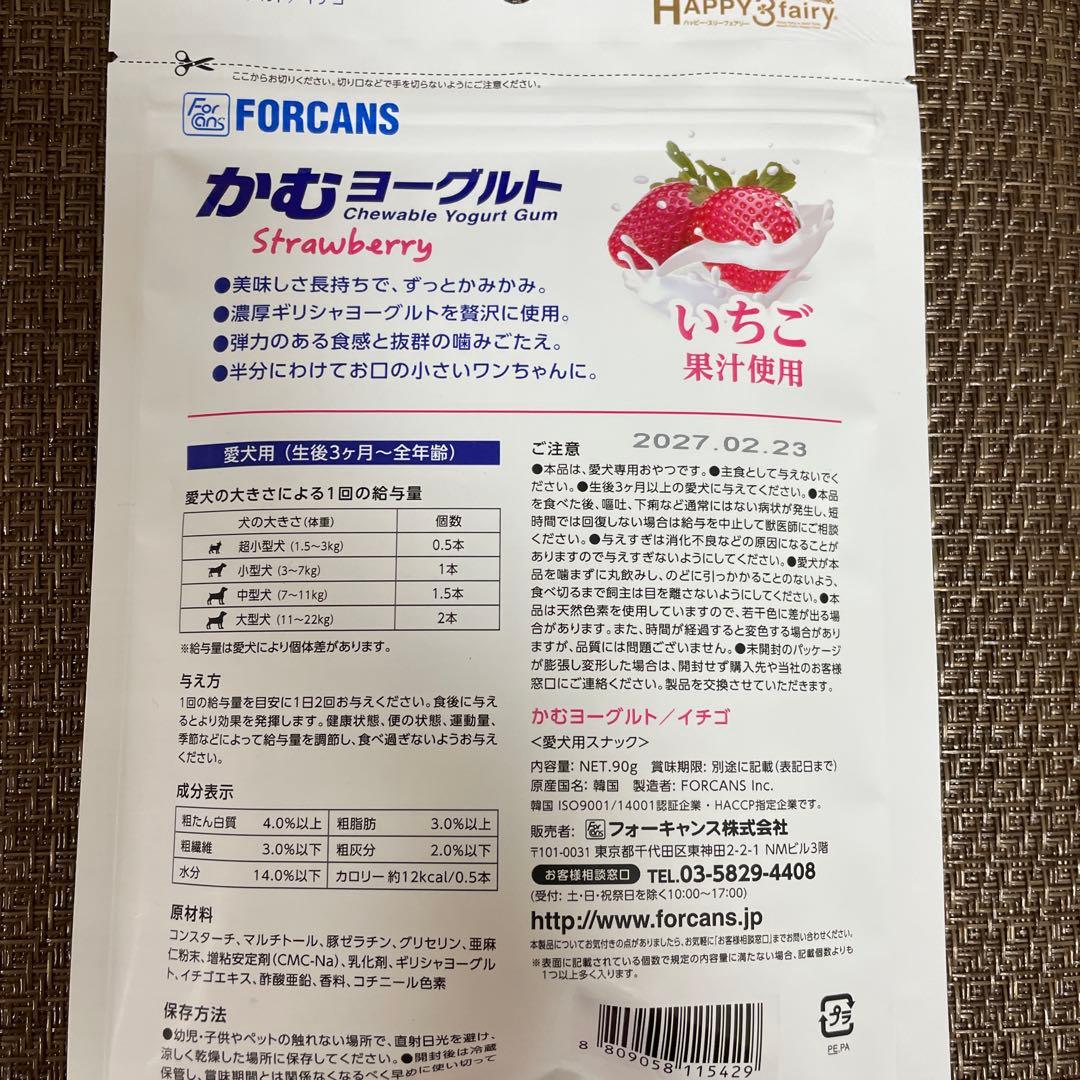 HAPPY 3 fairy
ハッピー・スリーフェアリー
ここからお切りください。切り口などで手を切らないようにご注意ください。
For Cans FORCANS
かむヨーグルト
Chewable Yogurt Gum
Strawberry
●美味しさ長持ちで、ずっとかみかみ。
●濃厚ギリシャヨーグルトを贅沢に使用。
●弾力のある食感と抜群の噛みごたえ。
●半分にわけてお口の小さいワンちゃんに。
いちご
果汁使用
愛犬用（生後3ヶ月～全年齢）
愛犬の大きさによる1回の給与量
犬の大きさ（体重） 個数
超小型犬（1.5～3kg） 0.5本
小型犬（3～7kg） 1本
中型犬（7～11kg） 1.5本
大型犬（11～22kg） 2本
※給与量は愛犬により個体差があります。
与え方
1回の給与量を目安に1日2回お与えください。食後に与え
るとより効果を発揮します。健康状態、便の状態、運動量、
季節などによって給与量を調節し、食べ過ぎないようお与え
ください。
成分表示
粗たん白質 4.0%以上 粗脂肪 3.0%以上
粗繊維 3.0%以下 粗灰分 2.0%以下
水分 14.0%以下 カロリー 約12kcal/0.5本
原材料
コンスターチ、マルチトール、豚ゼラチン、グリセリン、亜麻
仁粉末、増粘安定剤（CMC-Na）、乳化剤、ギリシャヨーグル
ト、イチゴエキス、酢酸亜鉛、香料、コチニール色素
保存方法
●幼児・子供やペットの触れない場所で、直射日光を避け、
涼しく乾燥した場所に保存してください。●開封後は冷蔵
保管し、賞味期間とは関係なくなるべく早めに使い切って
ご注意 2027.02.23
●本品は、愛犬専用おやつです。●主食として与えないでく
ださい。●生後3ヶ月以上の愛犬に与えてください。●本品
を食べた後、嘔吐、下痢など通常にはない病状が発生し、短
時間では回復しない場合は給与を中止して獣医師にご相談
ください。●与えすぎは消化不良などの原因になることが
ありますので与えすぎないようにしてください。●愛犬が本
品を噛まずに丸飲みし、のどに引っかかることのないよう、
食べ切るまで飼主は目を離さないようにしてください。●本
品は天然色素を使用していますので、若干色に差が出る場
合があります。また、時間が経過すると変色する場合があり
ますが、品質には問題ございません。●未開封のパッケージ
が膨張し変形した場合は、開封せず購入先や当社のお客様
窓口にご連絡ください。製品を交換させていただきます。
かむヨーグルト／イチゴ
＜愛犬用スナック＞
内容量: NET.90g 賞味期限: 別途に記載（表記日まで）
原産国名: 韓国 製造者: FORCANS Inc.
韓国 ISO9001/14001認証企業・HACCP指定企業です。
販売者: For Cans フォーキャンス株式会社
〒101-0031 東京都千代田区東神田2-2-1 NMビル3階
お客様相談窓口 TEL.03-5829-4408
(受付: 土・日・祝祭日を除く10:00～17:00)
http://www.forcans.jp
本製品についてお気付きの点がありましたら、お気軽に「お客様相談窓口」までお問い合わせください。
※表面に記載されている個数で規定の内容量に満たない場合、記載個数よりも
1つ以上多く入ります。
8 809058 115429
プラ
PE,PA